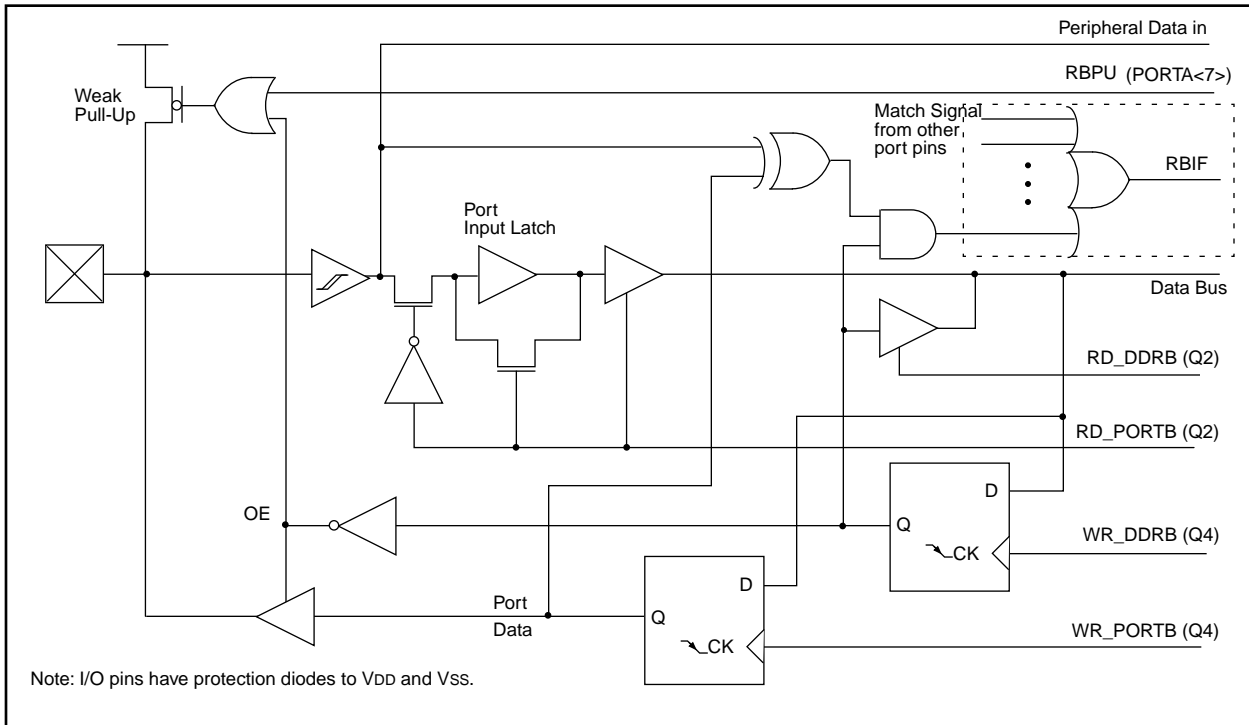 Peripheral Data in
RBPU (PORTA<7>)
Weak
Pull-Up
Match Signal
from other
port pins
RBIF
Port
Input Latch
Data Bus
RD_DDRB (Q2)
RD_PORTB (Q2)
D
OE
Q
CK
WR_DDRB (Q4)
D
Port
Data
Q
CK
WR_PORTB (Q4)
Note: I/O pins have protection diodes to VDD and VSS.